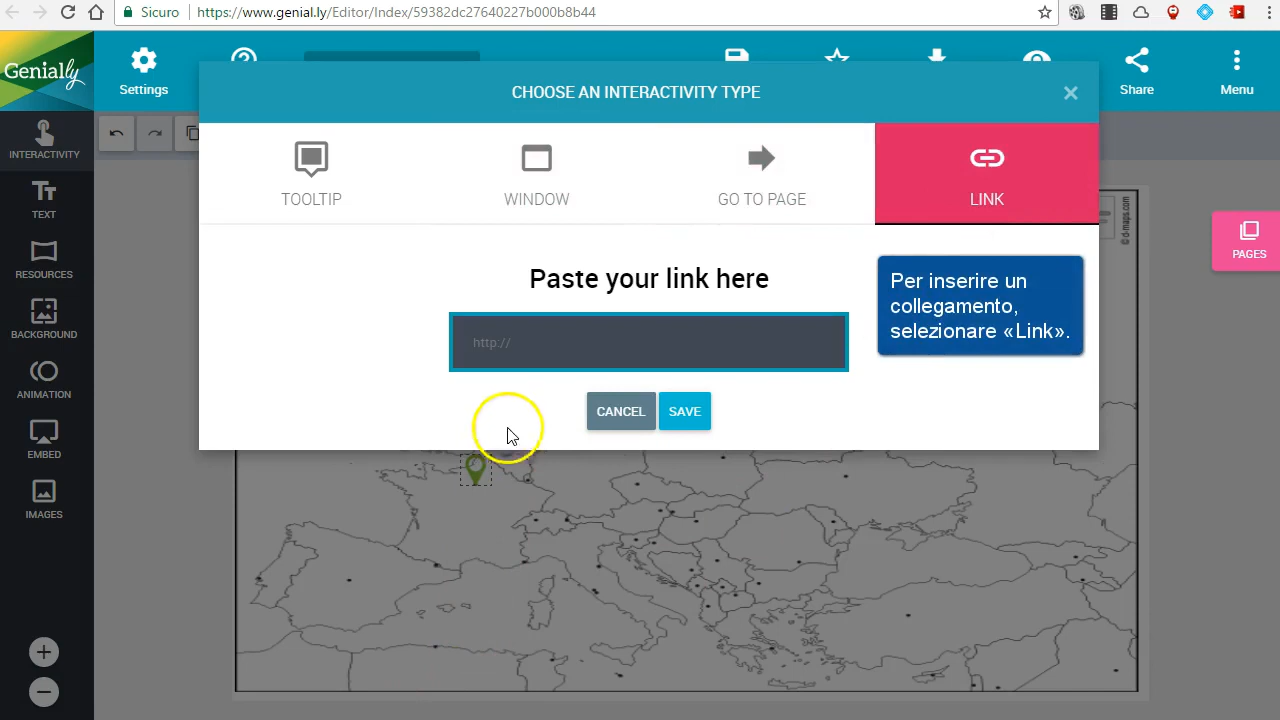 Sicuro
https://www.genial.ly/Editor/Index/59382dc27640227b000b8b44
Genially
Settings
Share
Menu
CHOOSE AN INTERACTIVITY TYPE
×
INTERACTIVITY
TEXT
RESOURCES
BACKGROUND
ANIMATION
EMBED
IMAGES
TOOLTIP
WINDOW
GO TO PAGE
LINK
Paste your link here
http://
CANCEL
SAVE
Per inserire un
collegamento,
selezionare «Link».
© d-maps.com
PAGES